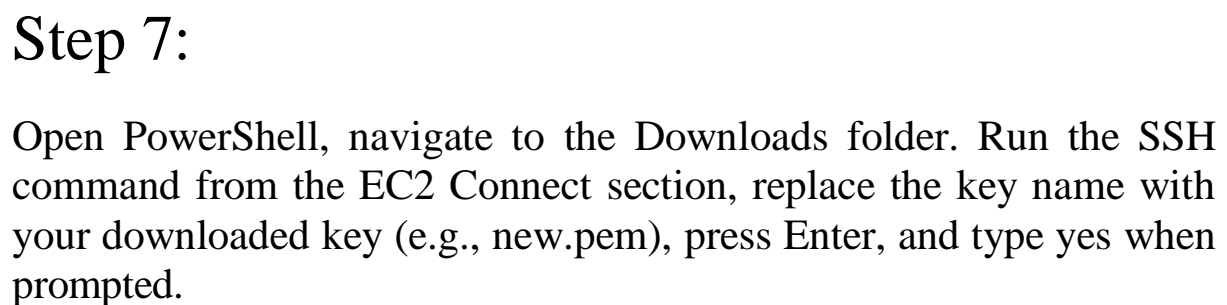 Step 7:
Open PowerShell, navigate to the Downloads folder. Run the SSH
command from the EC2 Connect section, replace the key name with
your downloaded key (e.g., new.pem), press Enter, and type yes when
prompted.